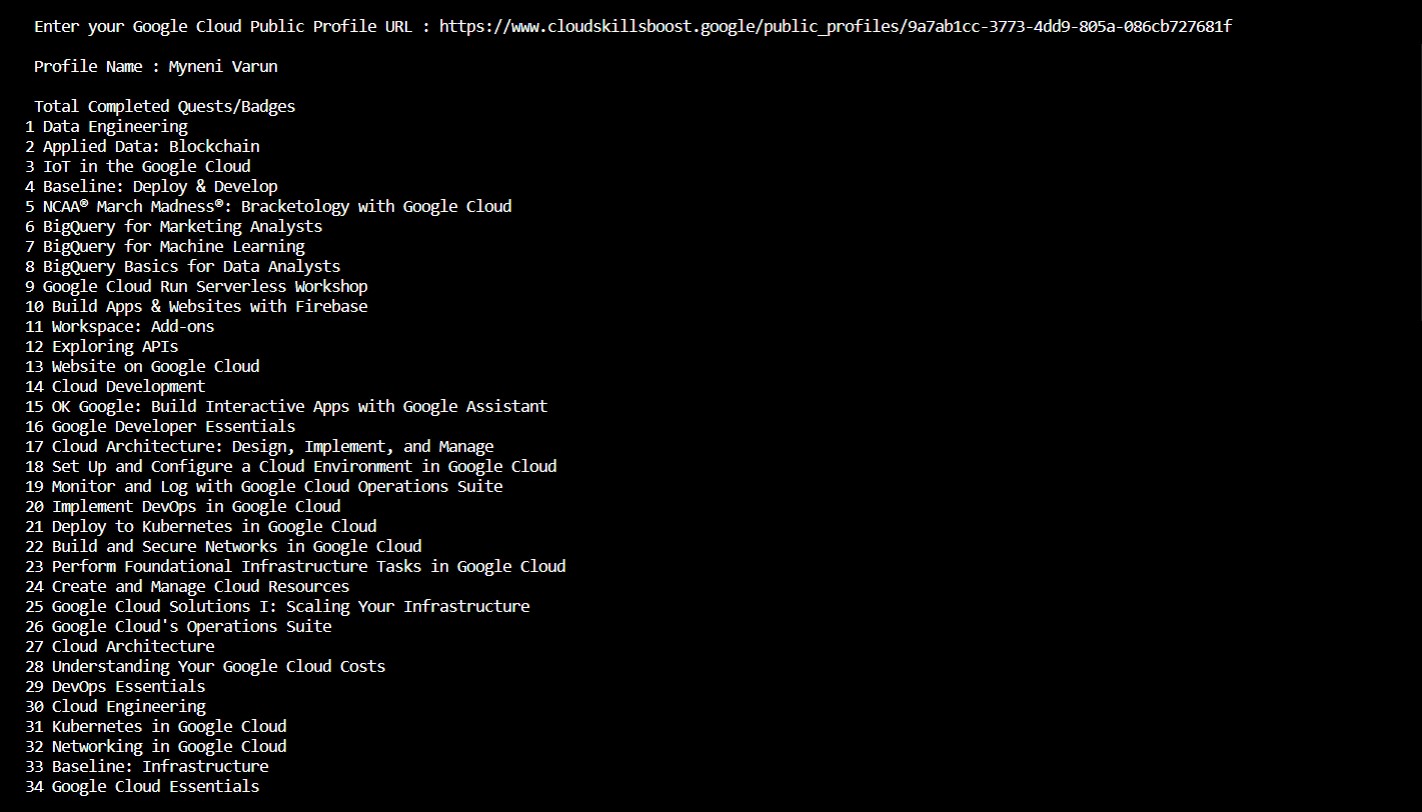 Enter your Google Cloud Public Profile URL : https://www.cloudskillsboost.google/public_profiles/9a7ab1cc-3773-4dd9-805a-086cb727681f
Profile Name : Myneni Varun
Total Completed Quests/Badges
1 Data Engineering
2 Applied Data: Blockchain
3 IoT in the Google Cloud
4 Baseline: Deploy & Develop
5 NCAA® March Madness®: Bracketology with Google Cloud
6 BigQuery for Marketing Analysts
7 BigQuery for Machine Learning
8 BigQuery Basics for Data Analysts
9 Google Cloud Run Serverless Workshop
10 Build Apps & Websites with Firebase
11 Workspace: Add-ons
12 Exploring APIs
13 Website on Google Cloud
14 Cloud Development
15 OK Google: Build Interactive Apps with Google Assistant
16 Google Developer Essentials
17 Cloud Architecture: Design, Implement, and Manage
18 Set Up and Configure a Cloud Environment in Google Cloud
19 Monitor and Log with Google Cloud Operations Suite
20 Implement DevOps in Google Cloud
21 Deploy to Kubernetes in Google Cloud
22 Build and Secure Networks in Google Cloud
23 Perform Foundational Infrastructure Tasks in Google Cloud
24 Create and Manage Cloud Resources
25 Google Cloud Solutions I: Scaling Your Infrastructure
26 Google Cloud's Operations Suite
27 Cloud Architecture
28 Understanding Your Google Cloud Costs
29 DevOps Essentials
30 Cloud Engineering
31 Kubernetes in Google Cloud
32 Networking in Google Cloud
33 Baseline: Infrastructure
34 Google Cloud Essentials